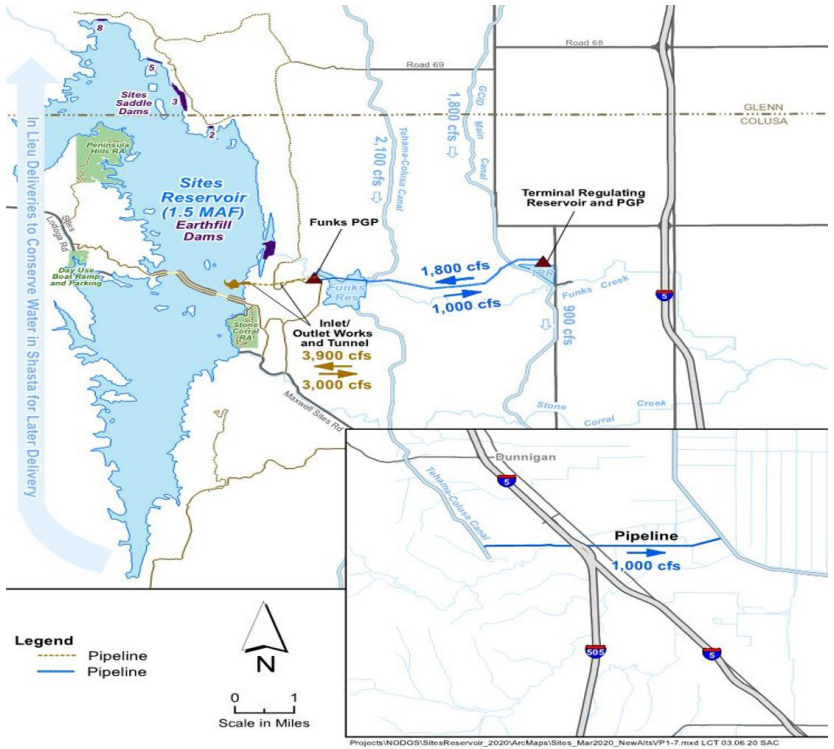 8
5
3
2
Sites
Saddle
Dams
Peninsula
Hills RA
Sites
Reservoir
(1.5 MAF)
Earthfill
Dams
Sites
Lodoga Rd
Day Use
Boat Ramp
and Parking
Stone
Corral
RA
In Lieu Deliveries to Conserve Water in Shasta for Later Delivery
Road 68
Road 69
GLENN
COLUSA
Tehama-Colusa Canal
2,100 cfs
GCID Main Canal
1,800 cfs
Terminal Regulating
Reservoir and PGP
Funks PGP
Funks
Res
TRR
1,800 cfs
1,000 cfs
Funks Creek
900 cfs
5
Inlet/
Outlet Works
and Tunnel
3,900 cfs
3,000 cfs
Maxwell Sites Rd
Stone
Corral Creek
Dunnigan
Tehama-Colusa Canal
5
Pipeline
1,000 cfs
505
5
Legend
Pipeline
Pipeline
N
0 1
Scale in Miles
Projects\NODOS\SitesReservoir_2020\ArcMaps\Sites_Mar2020_NewAltsVP1-7.mxd LCT 03.06.20 SAC